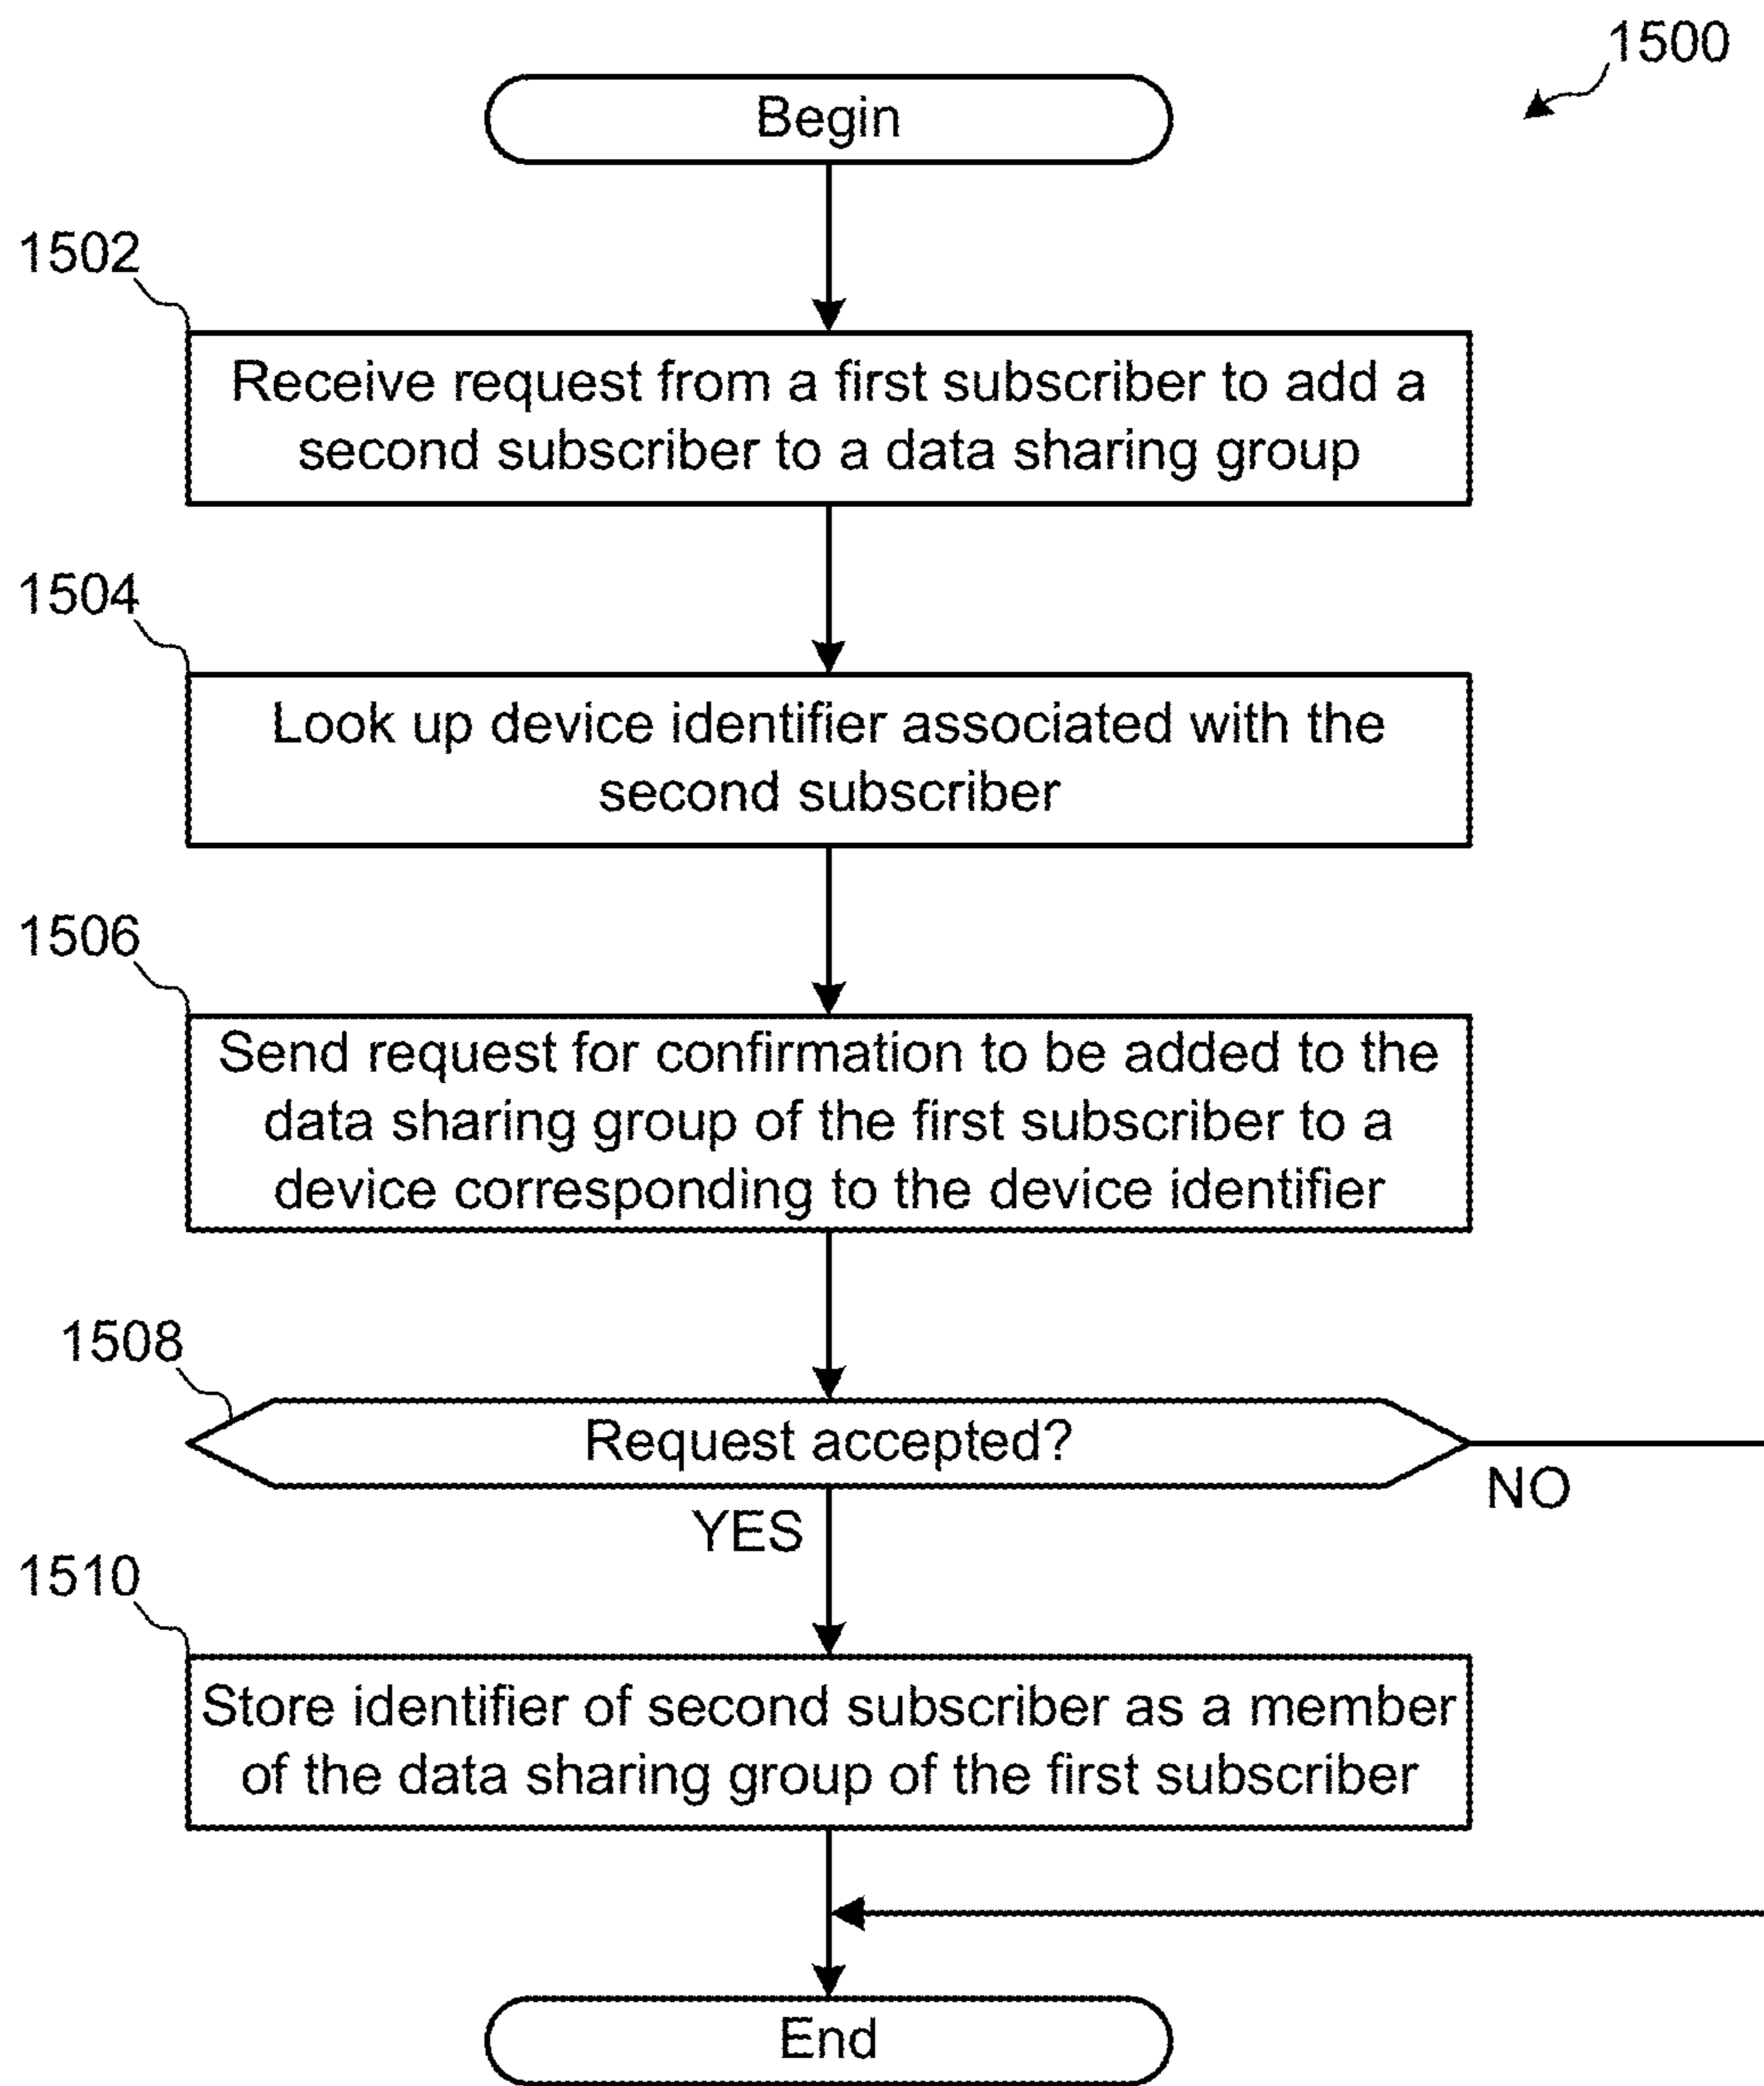 1500
Begin
1502
Receive request from a first subscriber to add a
second subscriber to a data sharing group
1504
Look up device identifier associated with the
second subscriber
1506
Send request for confirmation to be added to the
data sharing group of the first subscriber to a
device corresponding to the device identifier
1508
Request accepted?
NO
YES
1510
Store identifier of second subscriber as a member
of the data sharing group of the first subscriber
End